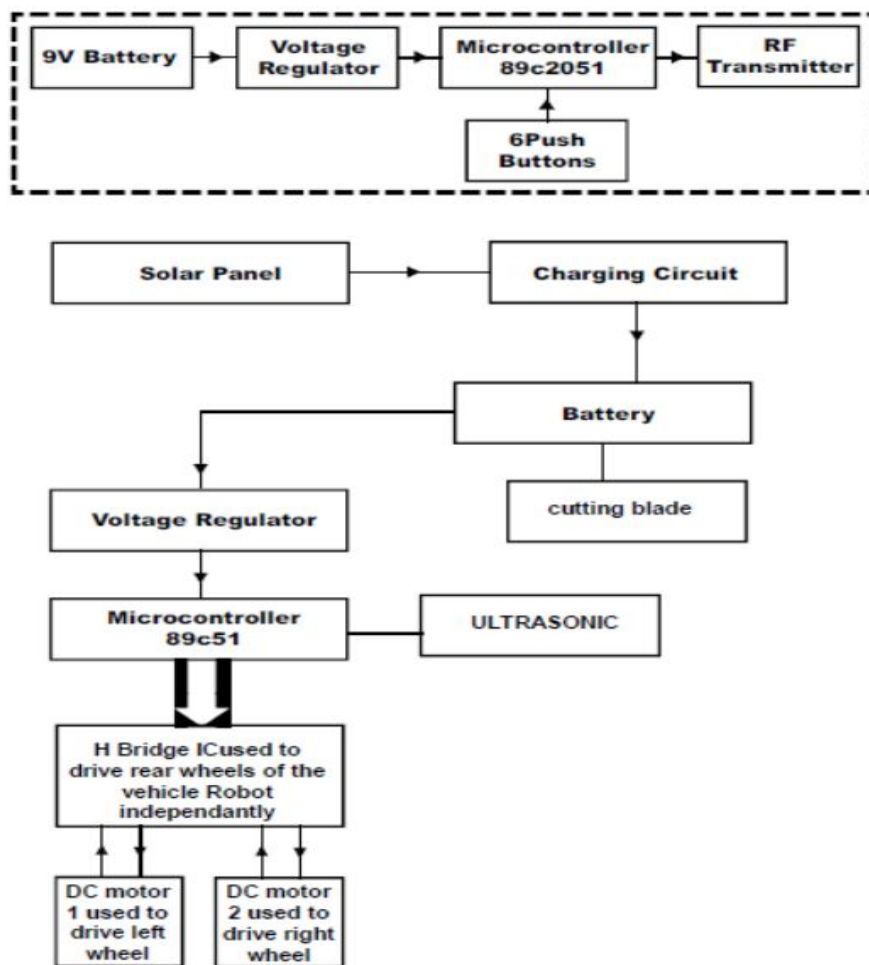 9V Battery
Voltage
Regulator
Microcontroller
89c2051
RF
Transmitter
6Push
Buttons
Solar Panel
Charging Circuit
Battery
cutting blade
Voltage Regulator
Microcontroller
89c51
ULTRASONIC
H Bridge ICused to
drive rear wheels of the
vehicle Robot
independantly
DC motor
1 used to
drive left
wheel
DC motor
2 used to
drive right
wheel